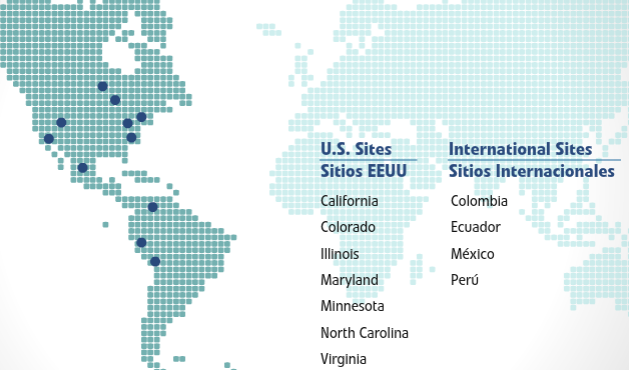 U.S. Sites
Sitios EEUU
California
Colorado
Illinois
Maryland
Minnesota
North Carolina
Virginia
International Sites
Sitios Internacionales
Colombia
Ecuador
México
Perú